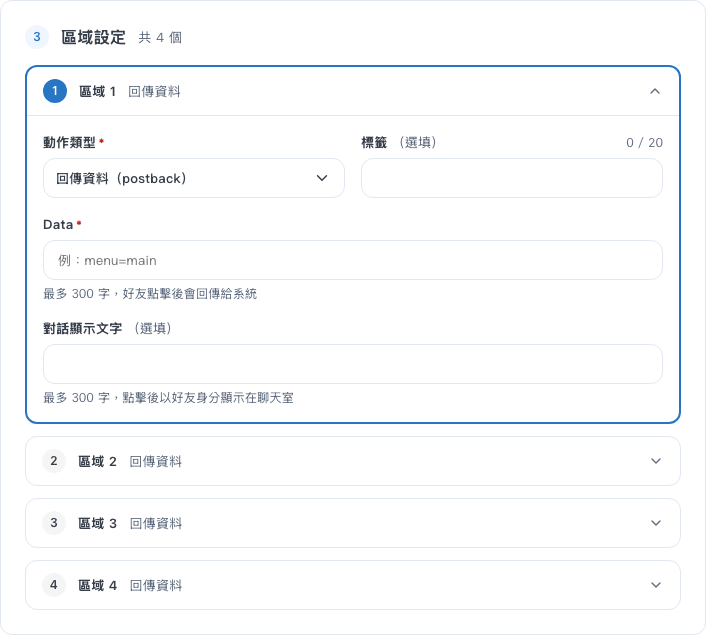 3 區域設定 共 4 個
1 區域 1 回傳資料
動作類型* 標籤 （選填） 0 / 20
回傳資料（postback）
Data*
例：menu=main
最多 300 字，好友點擊後會回傳給系統
對話顯示文字 （選填）
最多 300 字，點擊後以好友身分顯示在聊天室
2 區域 2 回傳資料
3 區域 3 回傳資料
4 區域 4 回傳資料